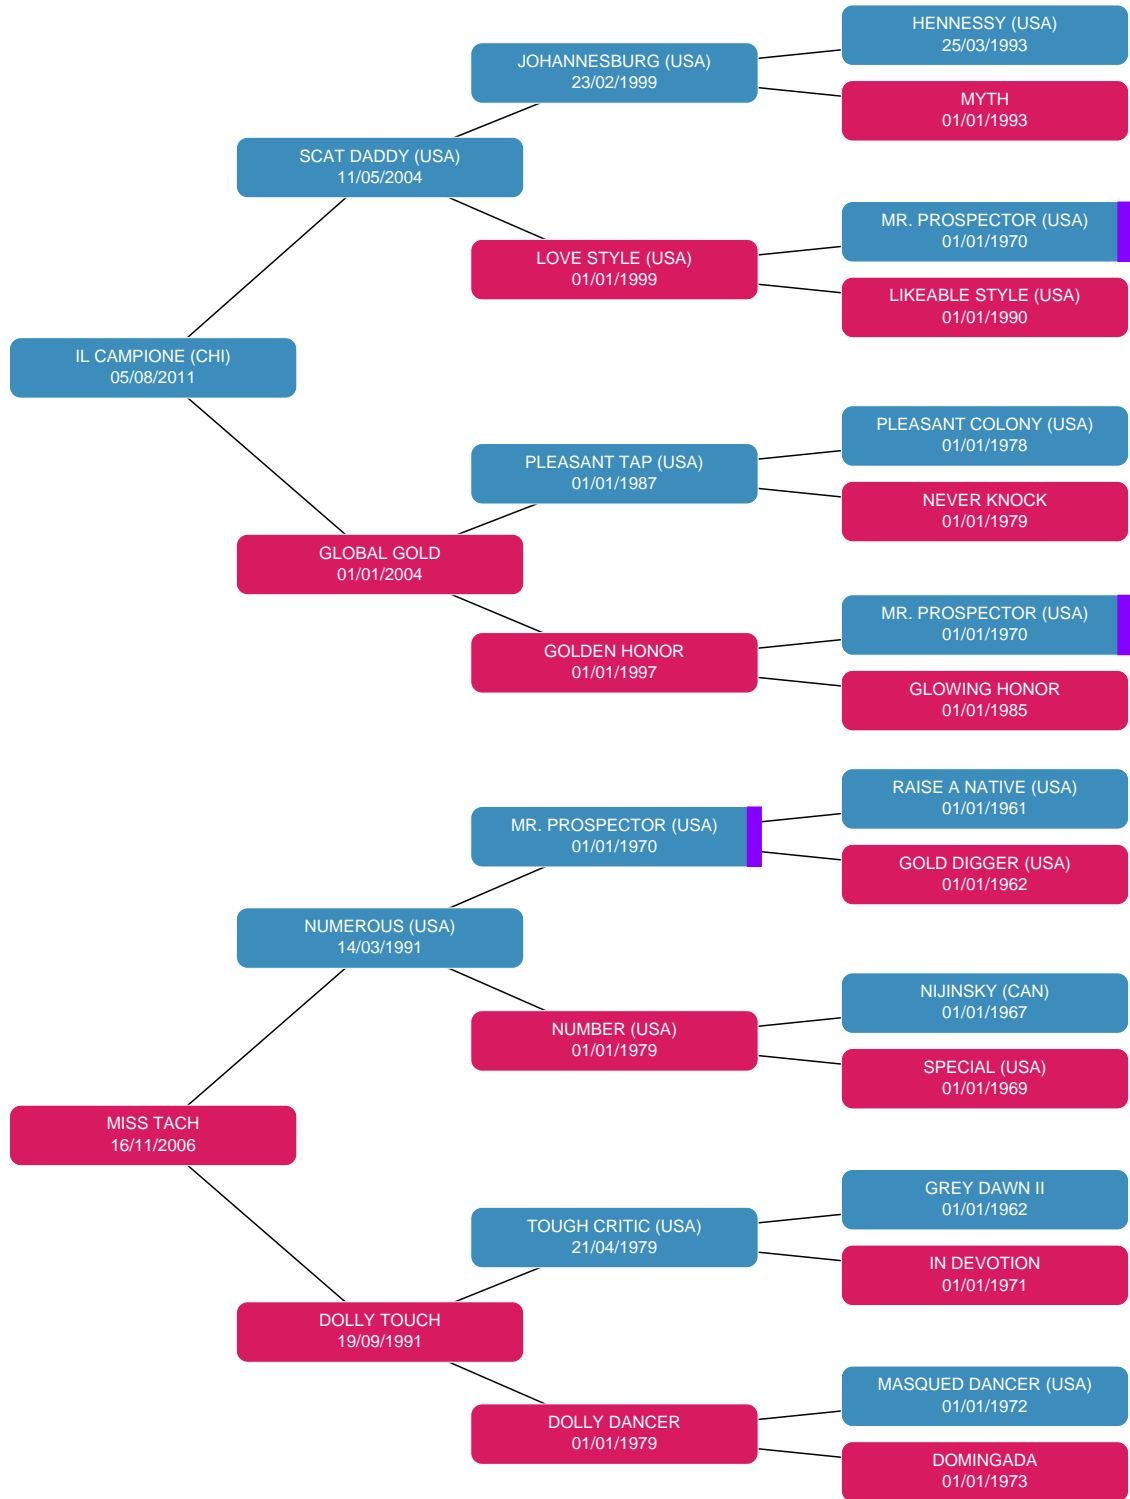 HENNESSY (USA)
25/03/1993
JOHANNESBURG (USA)
23/02/1999
MYTH
01/01/1993
SCAT DADDY (USA)
11/05/2004
MR. PROSPECTOR (USA)
01/01/1970
LOVE STYLE (USA)
01/01/1999
LIKEABLE STYLE (USA)
01/01/1990
IL CAMPIONE (CHI)
05/08/2011
PLEASANT COLONY (USA)
01/01/1978
PLEASANT TAP (USA)
01/01/1987
NEVER KNOCK
01/01/1979
GLOBAL GOLD
01/01/2004
MR. PROSPECTOR (USA)
01/01/1970
GOLDEN HONOR
01/01/1997
GLOWING HONOR
01/01/1985
RAISE A NATIVE (USA)
01/01/1961
MR. PROSPECTOR (USA)
01/01/1970
GOLD DIGGER (USA)
01/01/1962
NUMEROUS (USA)
14/03/1991
NIJINSKY (CAN)
01/01/1967
NUMBER (USA)
01/01/1979
SPECIAL (USA)
01/01/1969
MISS TACH
16/11/2006
GREY DAWN II
01/01/1962
TOUGH CRITIC (USA)
21/04/1979
IN DEVOTION
01/01/1971
DOLLY TOUCH
19/09/1991
MASQUED DANCER (USA)
01/01/1972
DOLLY DANCER
01/01/1979
DOMINGADA
01/01/1973